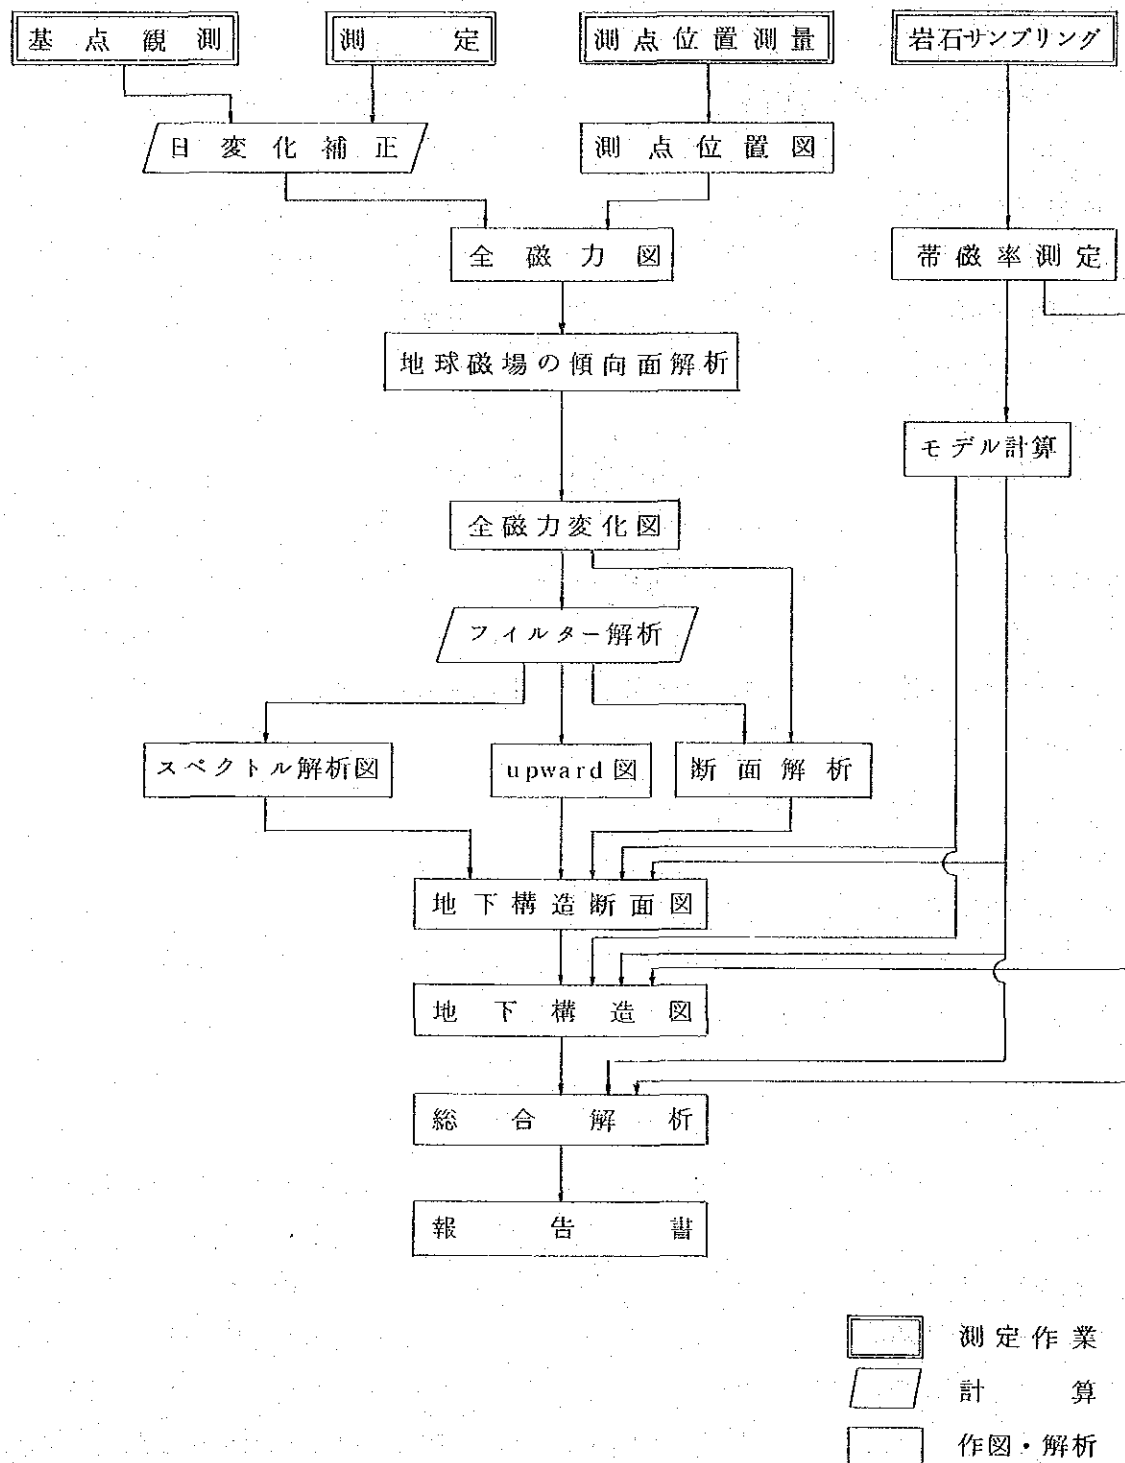 基点観測
測定
測点位置測量
岩石サンプリング
日変化補正
測点位置図
全磁力図
帯磁率測定
地球磁場の傾向面解析
モデル計算
全磁力変化図
フィルター解析
スペクトル解析図
upward図
断面解析
地下構造断面図
地下構造図
総合解析
報告書
測定作業
計算
作図・解析